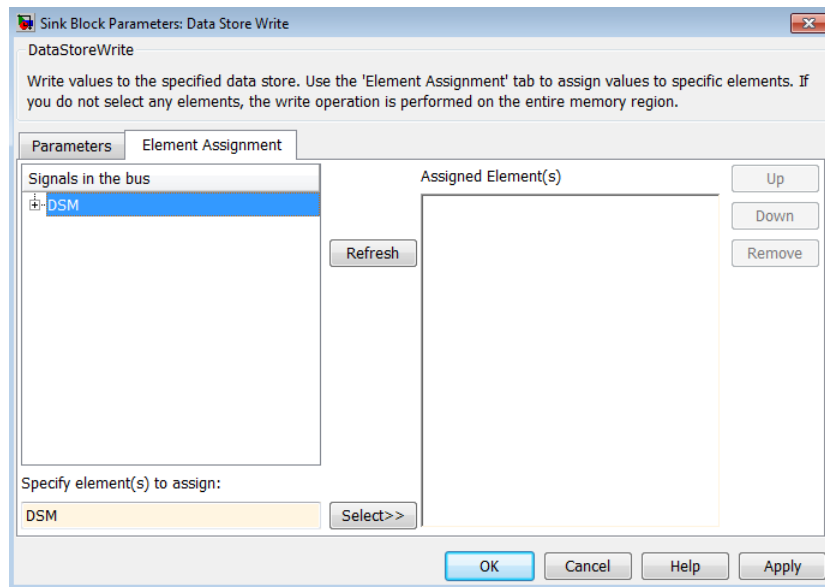 Sink Block Parameters: Data Store Write
DataStoreWrite
Write values to the specified data store. Use the 'Element Assignment' tab to assign values to specific elements. If
you do not select any elements, the write operation is performed on the entire memory region.
Parameters
Element Assignment
Signals in the bus
DSM
Refresh
Assigned Element(s)
Up
Down
Remove
Specify element(s) to assign:
DSM
Select>>
OK
Cancel
Help
Apply